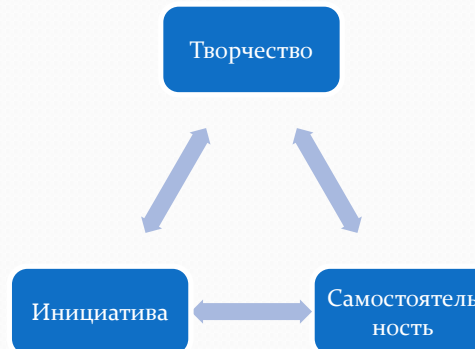 Творчество
Инициатива
Самостоятель
ность